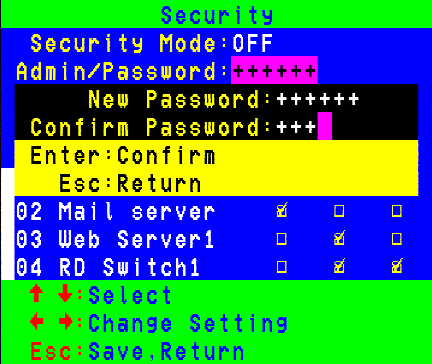 Security
Security Mode:OFF
Admin/Password:++++++
New Password:++++++
Confirm Password:+++
Enter:Confirm
Esc:Return
02 Mail server ☑ ☐ ☐
03 Web Server1 ☐ ☑ ☐
04 RD Switch1 ☐ ☑ ☑
↑ ↓:Select
← →:Change Setting
Esc:Save,Return